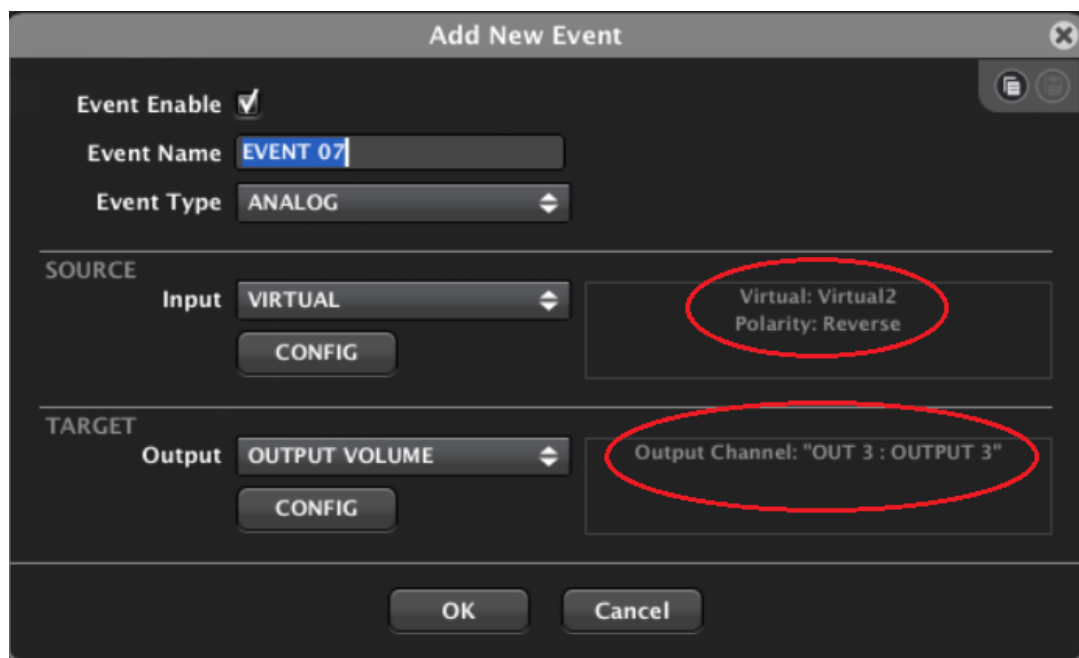 Add New Event
Event Enable
Event Name EVENT 07
Event Type ANALOG
SOURCE
Input VIRTUAL
Virtual: Virtual2
Polarity: Reverse
CONFIG
TARGET
Output OUTPUT VOLUME
Output Channel: "OUT 3 : OUTPUT 3"
CONFIG
OK Cancel